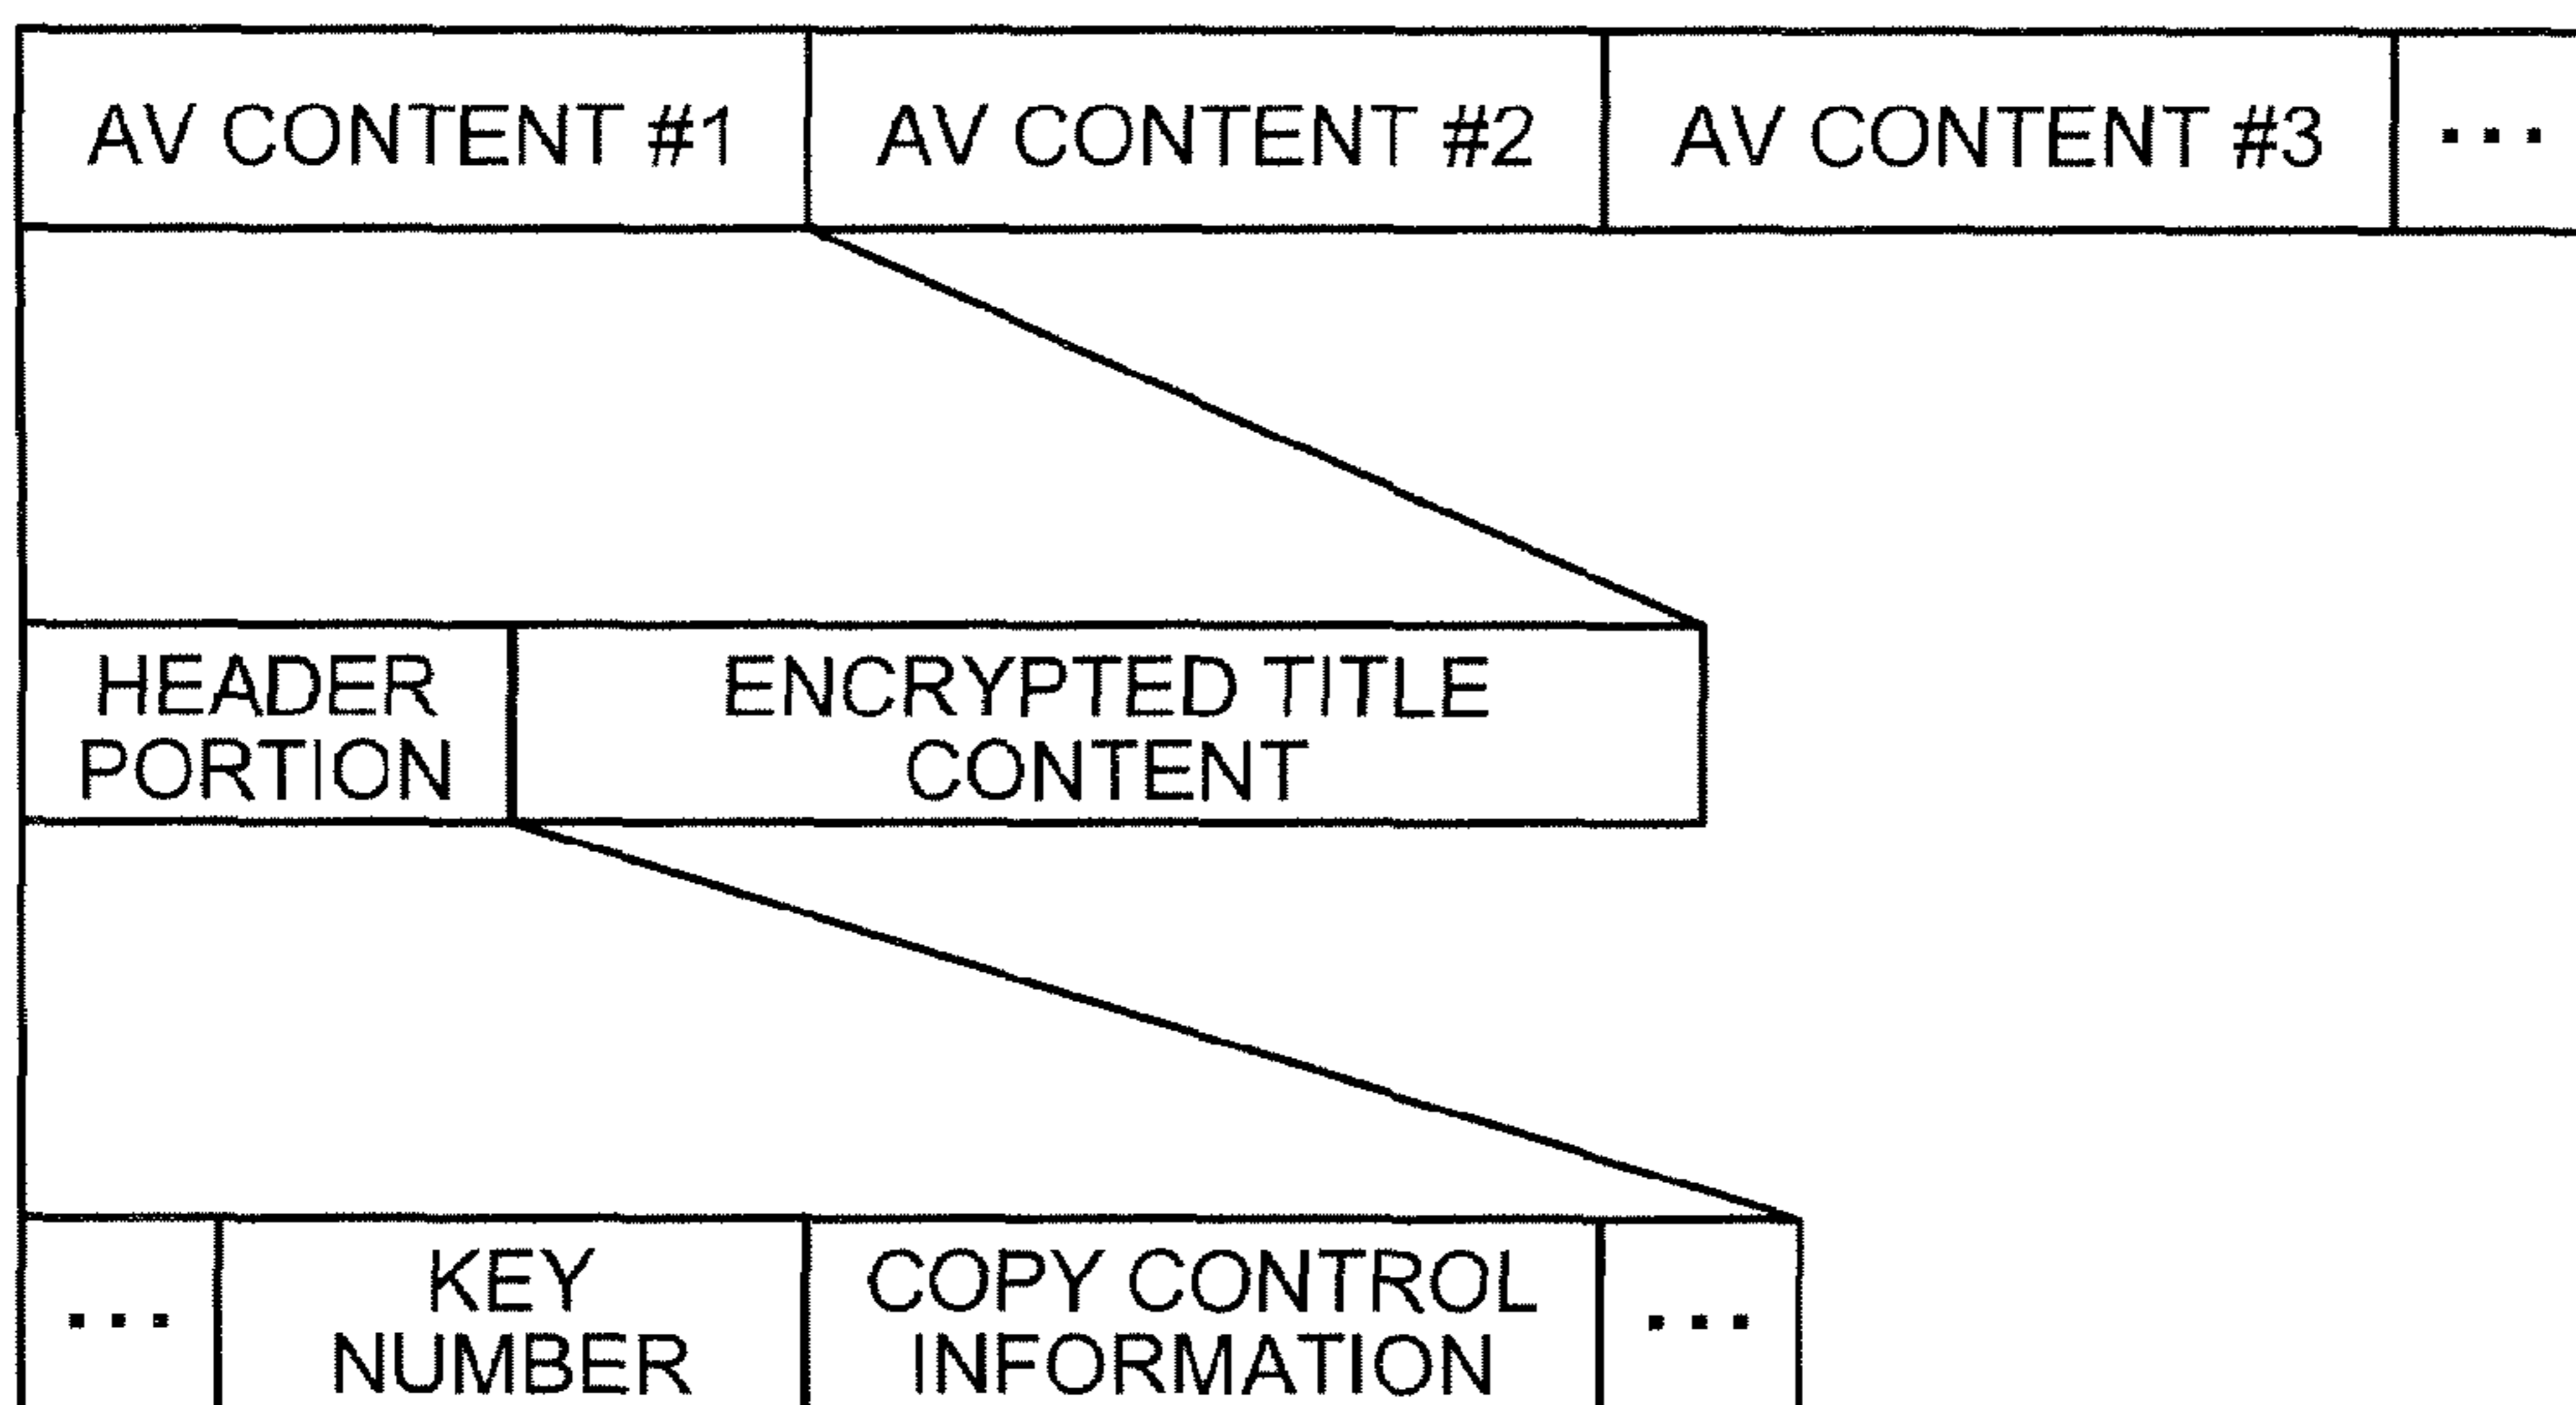 AV CONTENT #1 AV CONTENT #2 AV CONTENT #3 ...
HEADER ENCRYPTED TITLE
PORTION CONTENT
... KEY COPY CONTROL ...
NUMBER INFORMATION